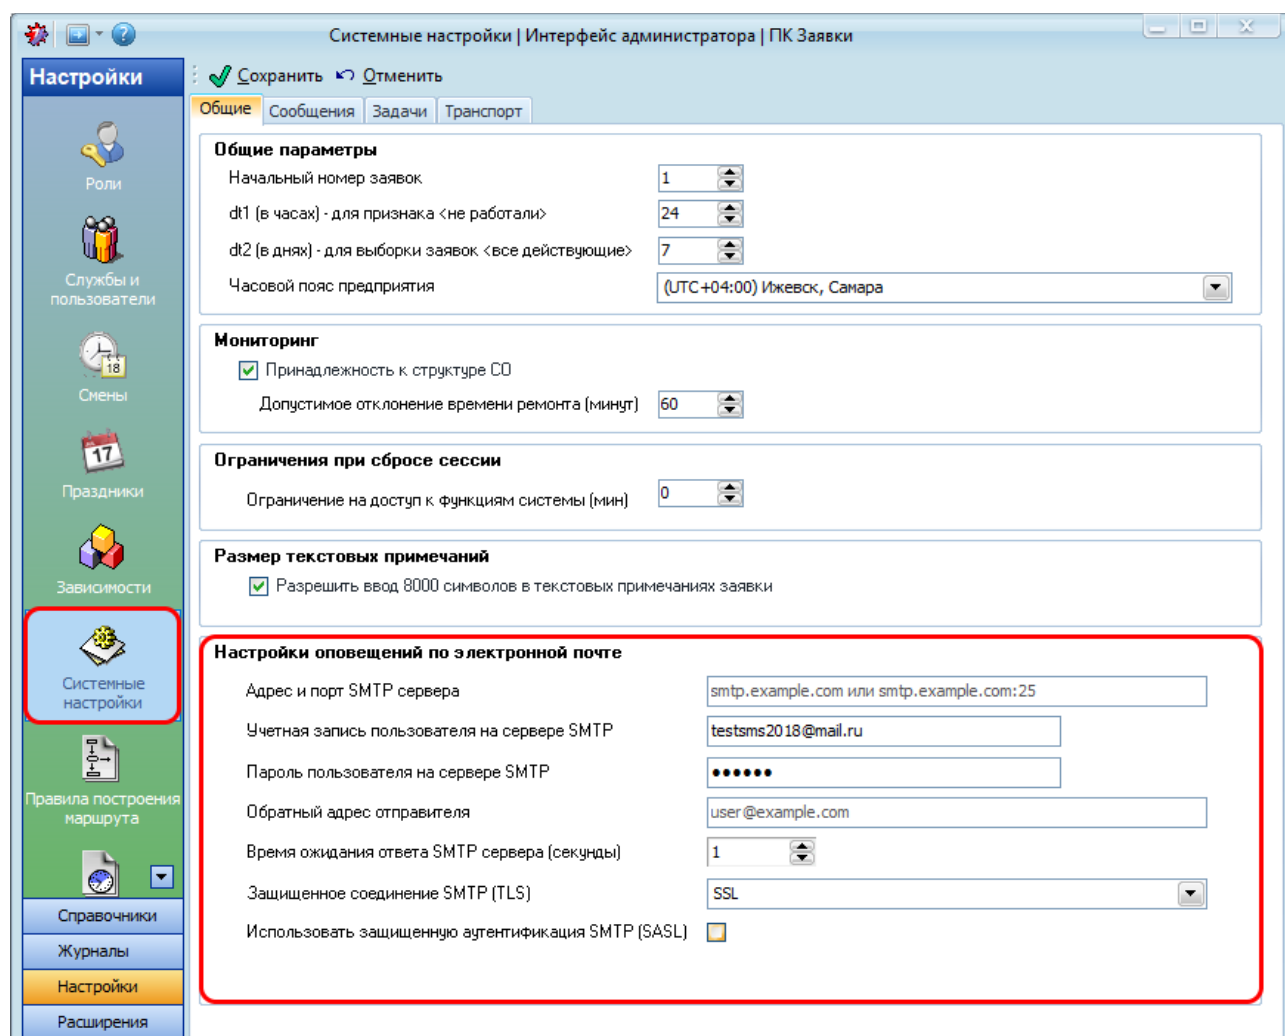 Системные настройки | Интерфейс администратора | ПК Заявки
Настройки
Сохранить Отменить
Общие Сообщения Задачи Транспорт
Роли
Службы и
пользователи
18
Смены
17
Праздники
Зависимости
Системные
настройки
Правила построения
маршрута
Справочники
Журналы
Настройки
Расширения
Общие параметры
Начальный номер заявок 1
dt1 (в часах) - для признака <не работали> 24
dt2 (в днях) - для выборки заявок <все действующие> 7
Часовой пояс предприятия (UTC+04:00) Ижевск, Самара
Мониторинг
Принадлежность к структуре СО
Допустимое отклонение времени ремонта (минут) 60
Ограничения при сбросе сессии
Ограничение на доступ к функциям системы (мин) 0
Размер текстовых примечаний
Разрешить ввод 8000 символов в текстовых примечаниях заявки
Настройки оповещений по электронной почте
Адрес и порт SMTP сервера smtp.example.com или smtp.example.com:25
Учетная запись пользователя на сервере SMTP testsms2018@mail.ru
Пароль пользователя на сервере SMTP ●●●●●●
Обратный адрес отправителя user@example.com
Время ожидания ответа SMTP сервера (секунды) 1
Защищенное соединение SMTP (TLS) SSL
Использовать защищенную аутентификация SMTP (SASL)